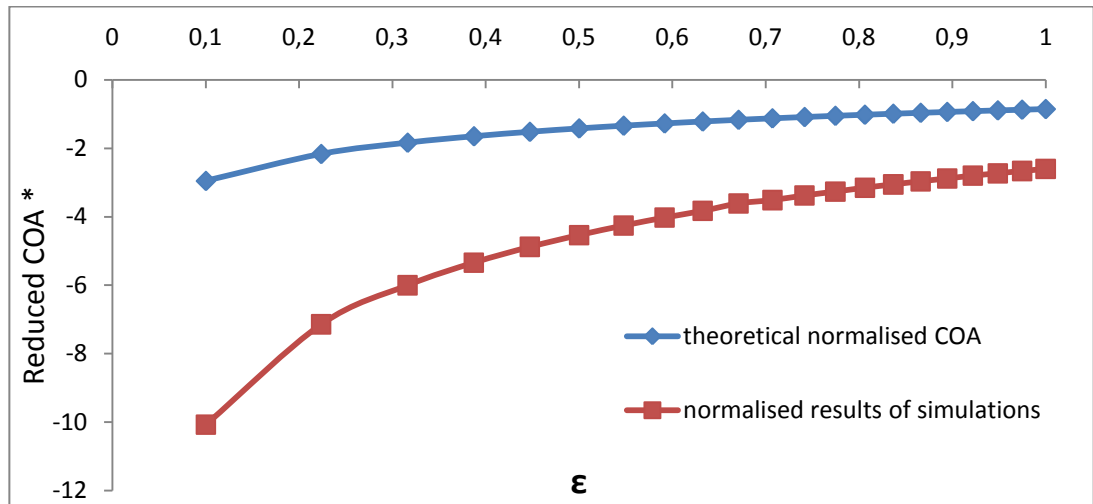 0 0,1 0,2 0,3 0,4 0,5 0,6 0,7 0,8 0,9 1
0
-2
-4
-6
-8
-10
-12
Reduced COA *
theoretical normalised COA
normalised results of simulations
ε